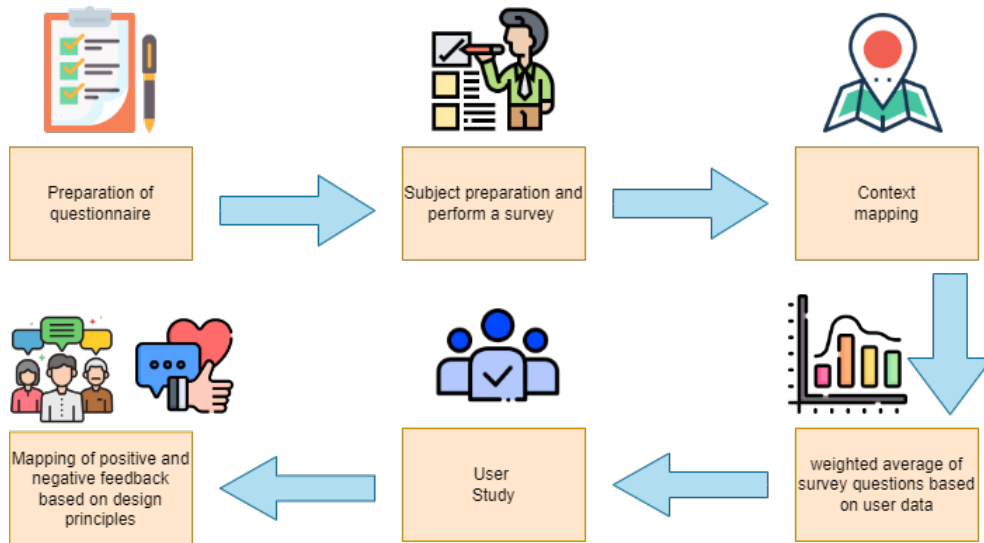 Preparation of
questionnaire
Subject preparation and
perform a survey
Context
mapping
weighted average of
survey questions based
on user data
User
Study
Mapping of positive and
negative feedback
based on design
principles